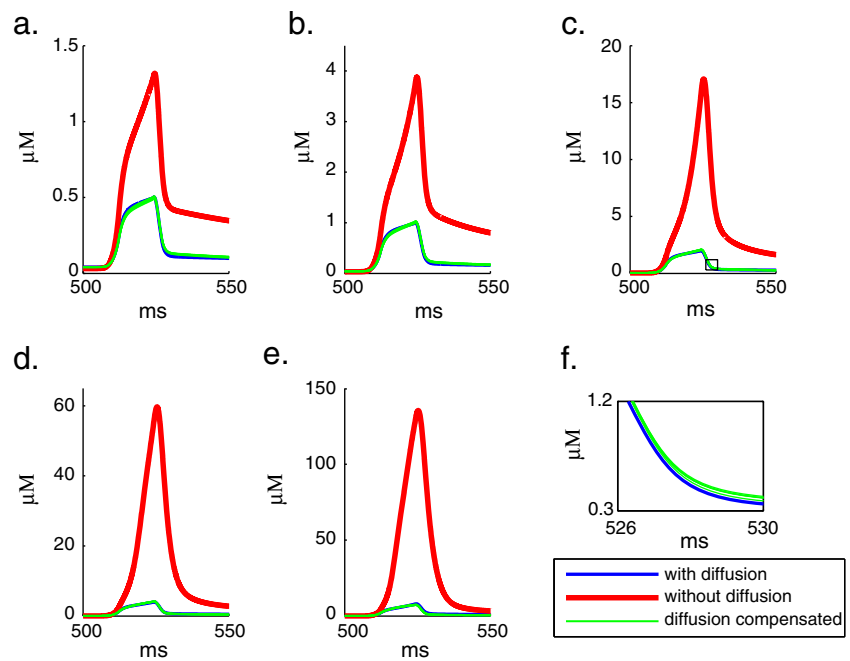 a.
1.5
1
0.5
0
μM
500
550
ms
b.
4
3
2
1
0
μM
500
550
ms
c.
20
15
10
5
0
μM
500
550
ms
d.
60
40
20
0
μM
500
550
ms
e.
150
100
50
0
μM
500
550
ms
f.
1.2
0.3
μM
526
530
ms
with diffusion
without diffusion
diffusion compensated